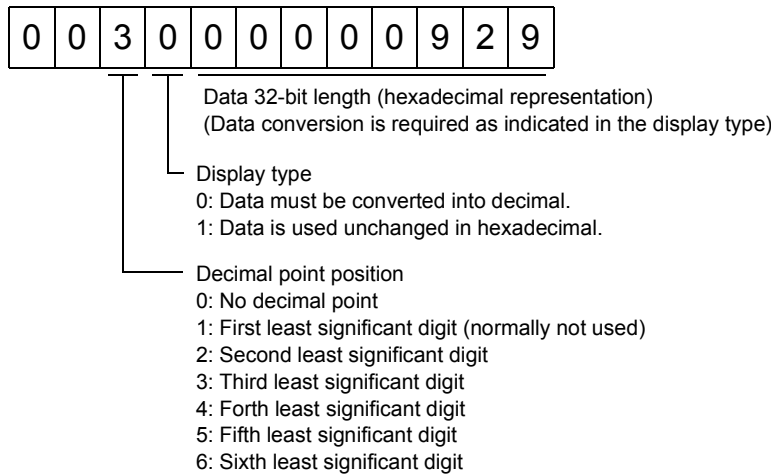 0 0 3 0 0 0 0 0 0 9 2 9
Data 32-bit length (hexadecimal representation)
(Data conversion is required as indicated in the display type)
Display type
0: Data must be converted into decimal.
1: Data is used unchanged in hexadecimal.
Decimal point position
0: No decimal point
1: First least significant digit (normally not used)
2: Second least significant digit
3: Third least significant digit
4: Forth least significant digit
5: Fifth least significant digit
6: Sixth least significant digit